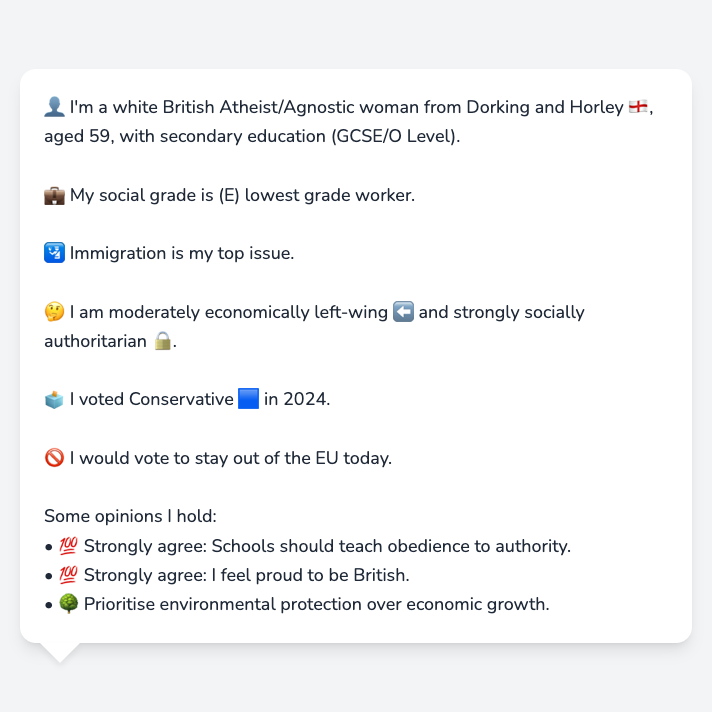 👤 I'm a white British Atheist/Agnostic woman from Dorking and Horley 🏴󠁧󠁢󠁥󠁮󠁧󠁿,
aged 59, with secondary education (GCSE/O Level).
💼 My social grade is (E) lowest grade worker.
🛂 Immigration is my top issue.
🤔 I am moderately economically left-wing ⬅️ and strongly socially
authoritarian 🔒.
🗳️ I voted Conservative 🟦 in 2024.
🚫 I would vote to stay out of the EU today.
Some opinions I hold:
• 💯 Strongly agree: Schools should teach obedience to authority.
• 💯 Strongly agree: I feel proud to be British.
• 🌳 Prioritise environmental protection over economic growth.